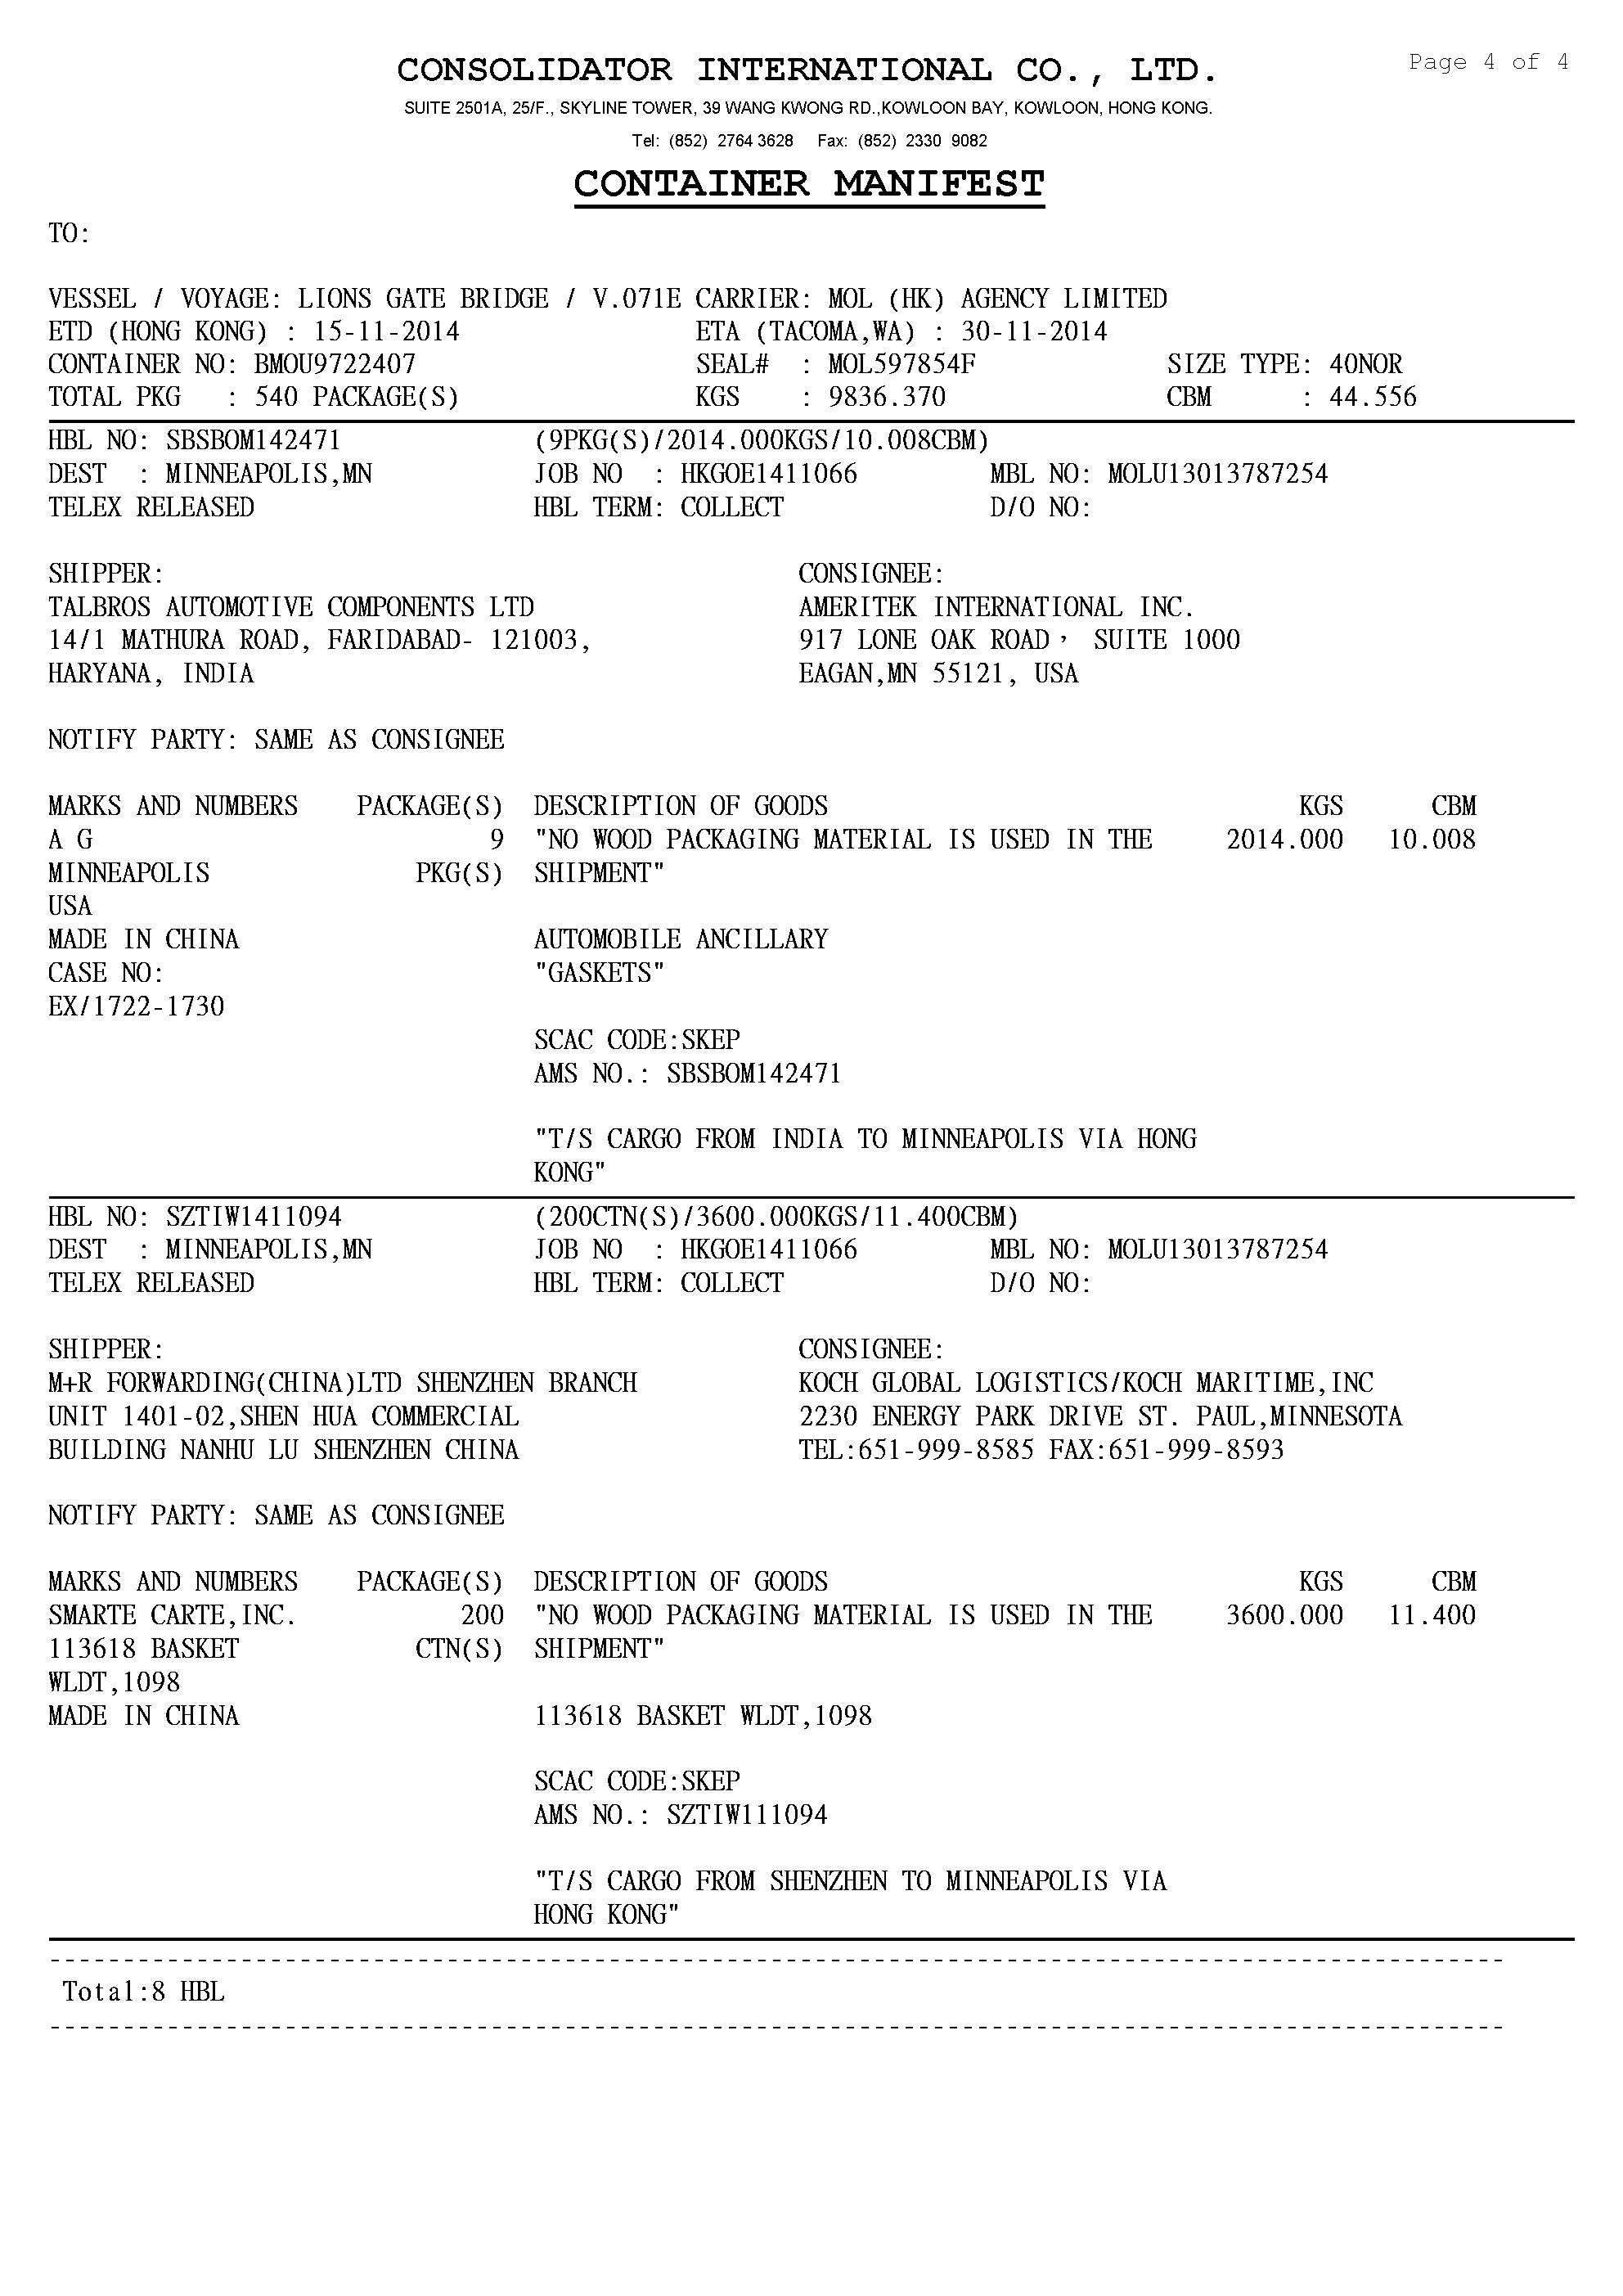 Page 4 of 4
CONSOLIDATOR INTERNATIONAL CO., LTD.
SUITE 2501A, 25/F., SKYLINE TOWER, 39 WANG KWONG RD.,KOWLOON BAY, KOWLOON, HONG KONG.
Tel: (852) 2764 3628 Fax: (852) 2330 9082
CONTAINER MANIFEST
TO:
VESSEL / VOYAGE: LIONS GATE BRIDGE / V.071E CARRIER: MOL (HK) AGENCY LIMITED
ETD (HONG KONG) : 15-11-2014 ETA (TACOMA,WA) : 30-11-2014
CONTAINER NO: BMOU9722407 SEAL# : MOL597854F SIZE TYPE: 40NOR
TOTAL PKG : 540 PACKAGE(S) KGS : 9836.370 CBM : 44.556
HBL NO: SBSBOM142471 (9PKG(S)/2014.000KGS/10.008CBM)
DEST : MINNEAPOLIS,MN JOB NO : HKGOE1411066 MBL NO: MOLU13013787254
TELEX RELEASED HBL TERM: COLLECT D/O NO:
SHIPPER: CONSIGNEE:
TALBROS AUTOMOTIVE COMPONENTS LTD AMERITEK INTERNATIONAL INC.
14/1 MATHURA ROAD, FARIDABAD- 121003, 917 LONE OAK ROAD， SUITE 1000
HARYANA, INDIA EAGAN,MN 55121, USA
NOTIFY PARTY: SAME AS CONSIGNEE
MARKS AND NUMBERS PACKAGE(S) DESCRIPTION OF GOODS KGS CBM
A G 9 "NO WOOD PACKAGING MATERIAL IS USED IN THE 2014.000 10.008
MINNEAPOLIS PKG(S) SHIPMENT"
USA
MADE IN CHINA AUTOMOBILE ANCILLARY
CASE NO: "GASKETS"
EX/1722-1730
SCAC CODE:SKEP
AMS NO.: SBSBOM142471
"T/S CARGO FROM INDIA TO MINNEAPOLIS VIA HONG
KONG"
HBL NO: SZTIW1411094 (200CTN(S)/3600.000KGS/11.400CBM)
DEST : MINNEAPOLIS,MN JOB NO : HKGOE1411066 MBL NO: MOLU13013787254
TELEX RELEASED HBL TERM: COLLECT D/O NO:
SHIPPER: CONSIGNEE:
M+R FORWARDING(CHINA)LTD SHENZHEN BRANCH KOCH GLOBAL LOGISTICS/KOCH MARITIME,INC
UNIT 1401-02,SHEN HUA COMMERCIAL 2230 ENERGY PARK DRIVE ST. PAUL,MINNESOTA
BUILDING NANHU LU SHENZHEN CHINA TEL:651-999-8585 FAX:651-999-8593
NOTIFY PARTY: SAME AS CONSIGNEE
MARKS AND NUMBERS PACKAGE(S) DESCRIPTION OF GOODS KGS CBM
SMARTE CARTE,INC. 200 "NO WOOD PACKAGING MATERIAL IS USED IN THE 3600.000 11.400
113618 BASKET CTN(S) SHIPMENT"
WLDT,1098
MADE IN CHINA 113618 BASKET WLDT,1098
SCAC CODE:SKEP
AMS NO.: SZTIW111094
"T/S CARGO FROM SHENZHEN TO MINNEAPOLIS VIA
HONG KONG"
Total:8 HBL